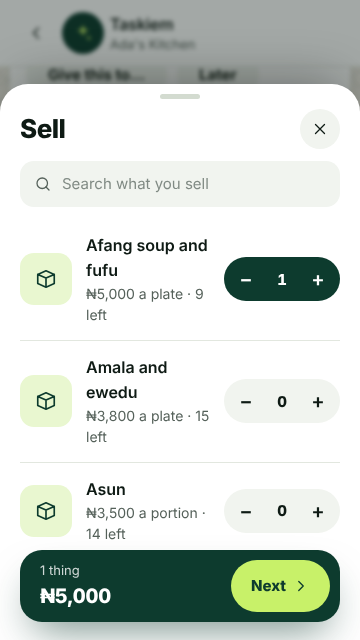 Taskiem
Ada's Kitchen
Give this to...
Later
Sell
Search what you sell
Afang soup and
fufu
₦5,000 a plate · 9
left
− 1 +
Amala and
ewedu
₦3,800 a plate · 15
left
− 0 +
Asun
₦3,500 a portion ·
14 left
− 0 +
1 thing
₦5,000
Next